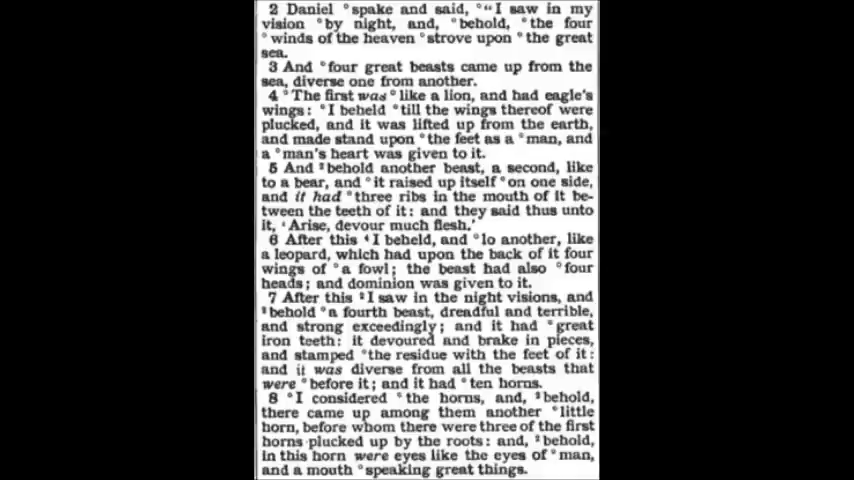 2 Daniel °spake and said, °"I saw in my
vision °by night, and, °behold, °the four
°winds of the heaven °strove upon °the great
sea.
3 And °four great beasts came up from the
sea, diverse one from another.
4 °The first was °like a lion, and had eagle's
wings: °I beheld °till the wings thereof were
plucked, and it was lifted up from the earth,
and made stand upon °the feet as a °man, and
a °man's heart was given to it.
5 And ²behold another beast, a second, like
to a bear, and °it raised up itself °on one side,
and it had °three ribs in the mouth of it be-
tween the teeth of it: and they said thus unto
it, 'Arise, devour much flesh.'
6 After this ⁴I beheld, and °lo another, like
a leopard, which had upon the back of it four
wings of °a fowl; the beast had also °four
heads; and dominion was given to it.
7 After this ²I saw in the night visions, and
²behold °a fourth beast, dreadful and terrible,
and strong exceedingly; and it had °great
iron teeth: it devoured and brake in pieces,
and stamped °the residue with the feet of it:
and it was diverse from all the beasts that
were °before it; and it had °ten horns.
8 °I considered °the horns, and, ²behold,
there came up among them another °little
horn, before whom there were three of the first
horns plucked up by the roots: and, ²behold,
in this horn were eyes like the eyes of °man,
and a mouth °speaking great things.